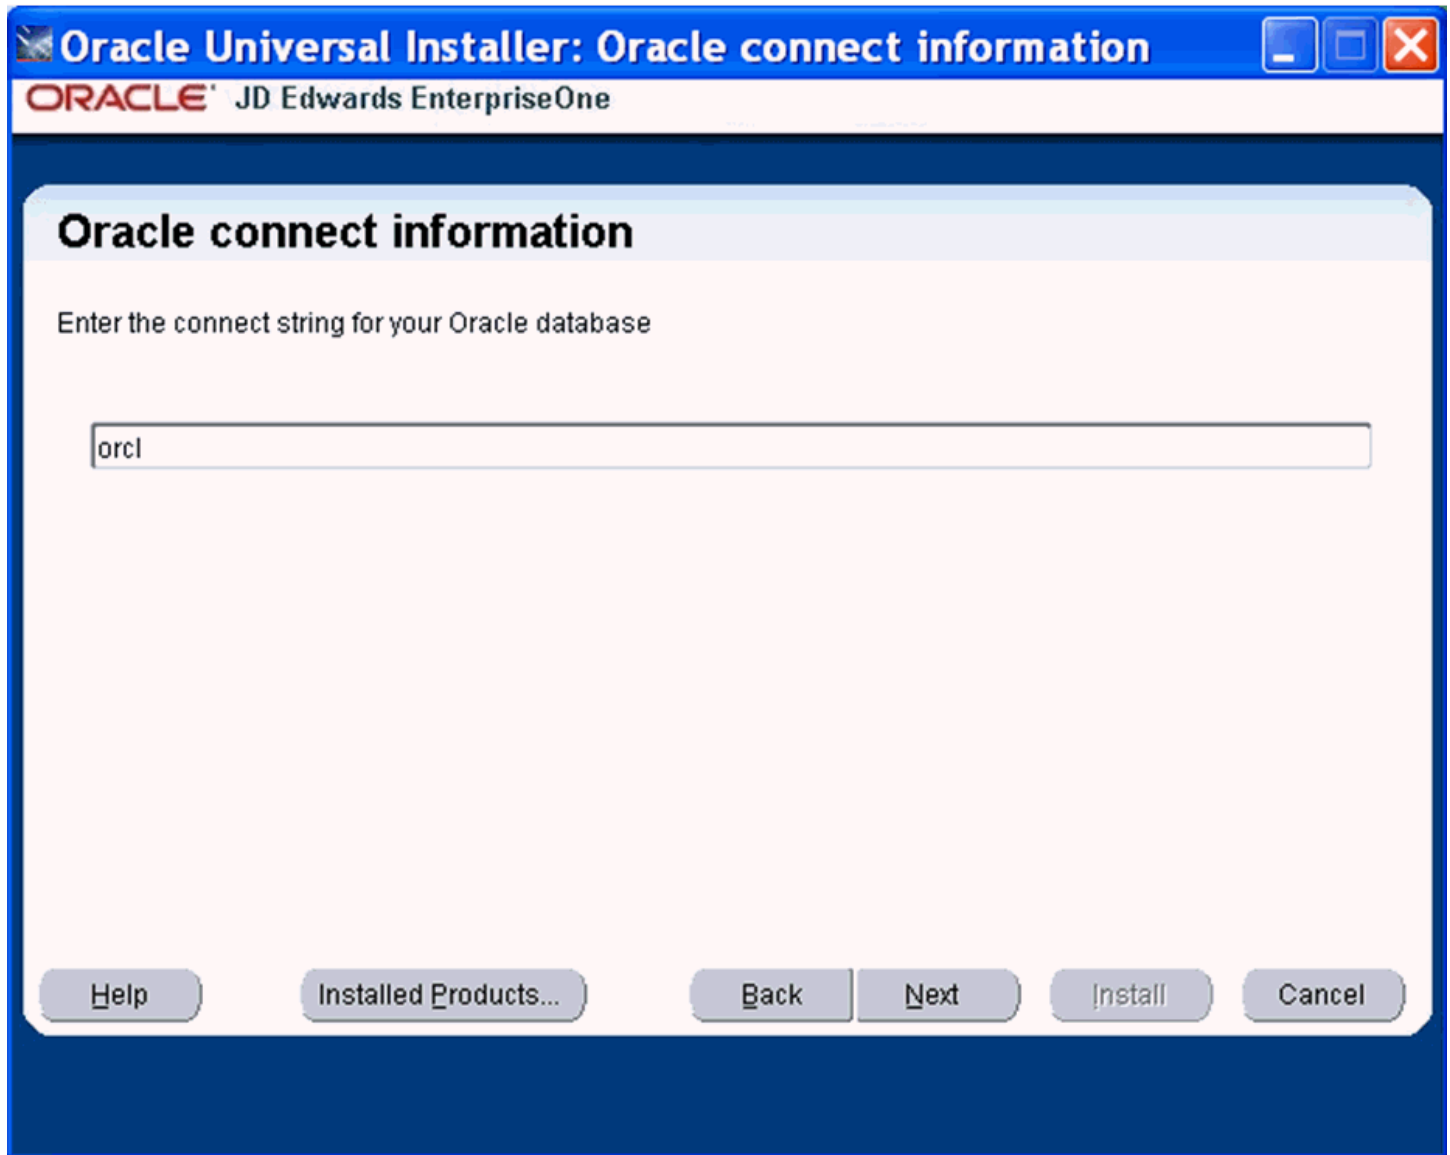 Oracle Universal Installer: Oracle connect information
ORACLE JD Edwards EnterpriseOne
Oracle connect information
Enter the connect string for your Oracle database
orcl
Help Installed Products... Back Next Install Cancel